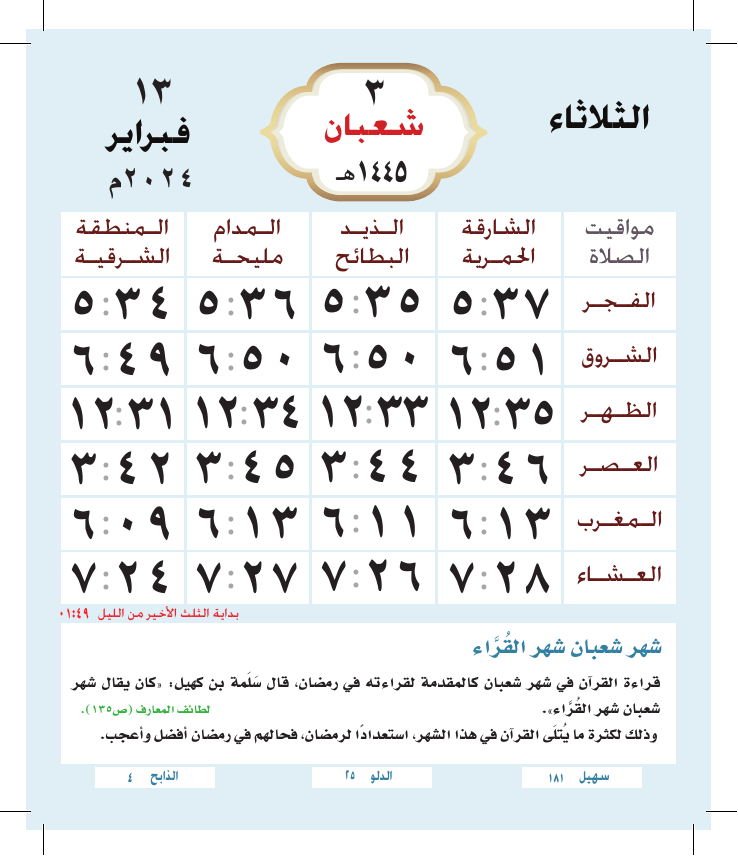 الثلاثاء
٣
شعبان
١٤٤٥هـ
١٣
فبراير
٢٠٢٤م
مواقيت الصلاة	الشارقة الحمرية	الذيد البطائح	المدام مليحة	المنطقة الشرقية
الفجر	٥:٣٧	٥:٣٥	٥:٣٦	٥:٣٤
الشروق	٦:٥١	٦:٥٠	٦:٥٠	٦:٤٩
الظهر	١٢:٣٥	١٢:٣٣	١٢:٣٤	١٢:٣١
العصر	٣:٤٦	٣:٤٤	٣:٤٥	٣:٤٢
المغرب	٦:١٣	٦:١١	٦:١٣	٦:٠٩
العشاء	٧:٢٨	٧:٢٦	٧:٢٧	٧:٢٤
بداية الثلث الأخير من الليل ٠١:٤٩
شهر شعبان شهر القُرَّاء
قراءة القرآن في شهر شعبان كالمقدمة لقراءته في رمضان، قال سَلَمة بن كهيل: «كان يقال شهر
شعبان شهر القُرَّاء». لطائف المعارف (ص١٣٥).
وذلك لكثرة ما يُتلَى القرآن في هذا الشهر، استعدادًا لرمضان، فحالهم في رمضان أفضل وأعجب.
سهيل ١٨١
الدلو ٢٥
الذابح ٤